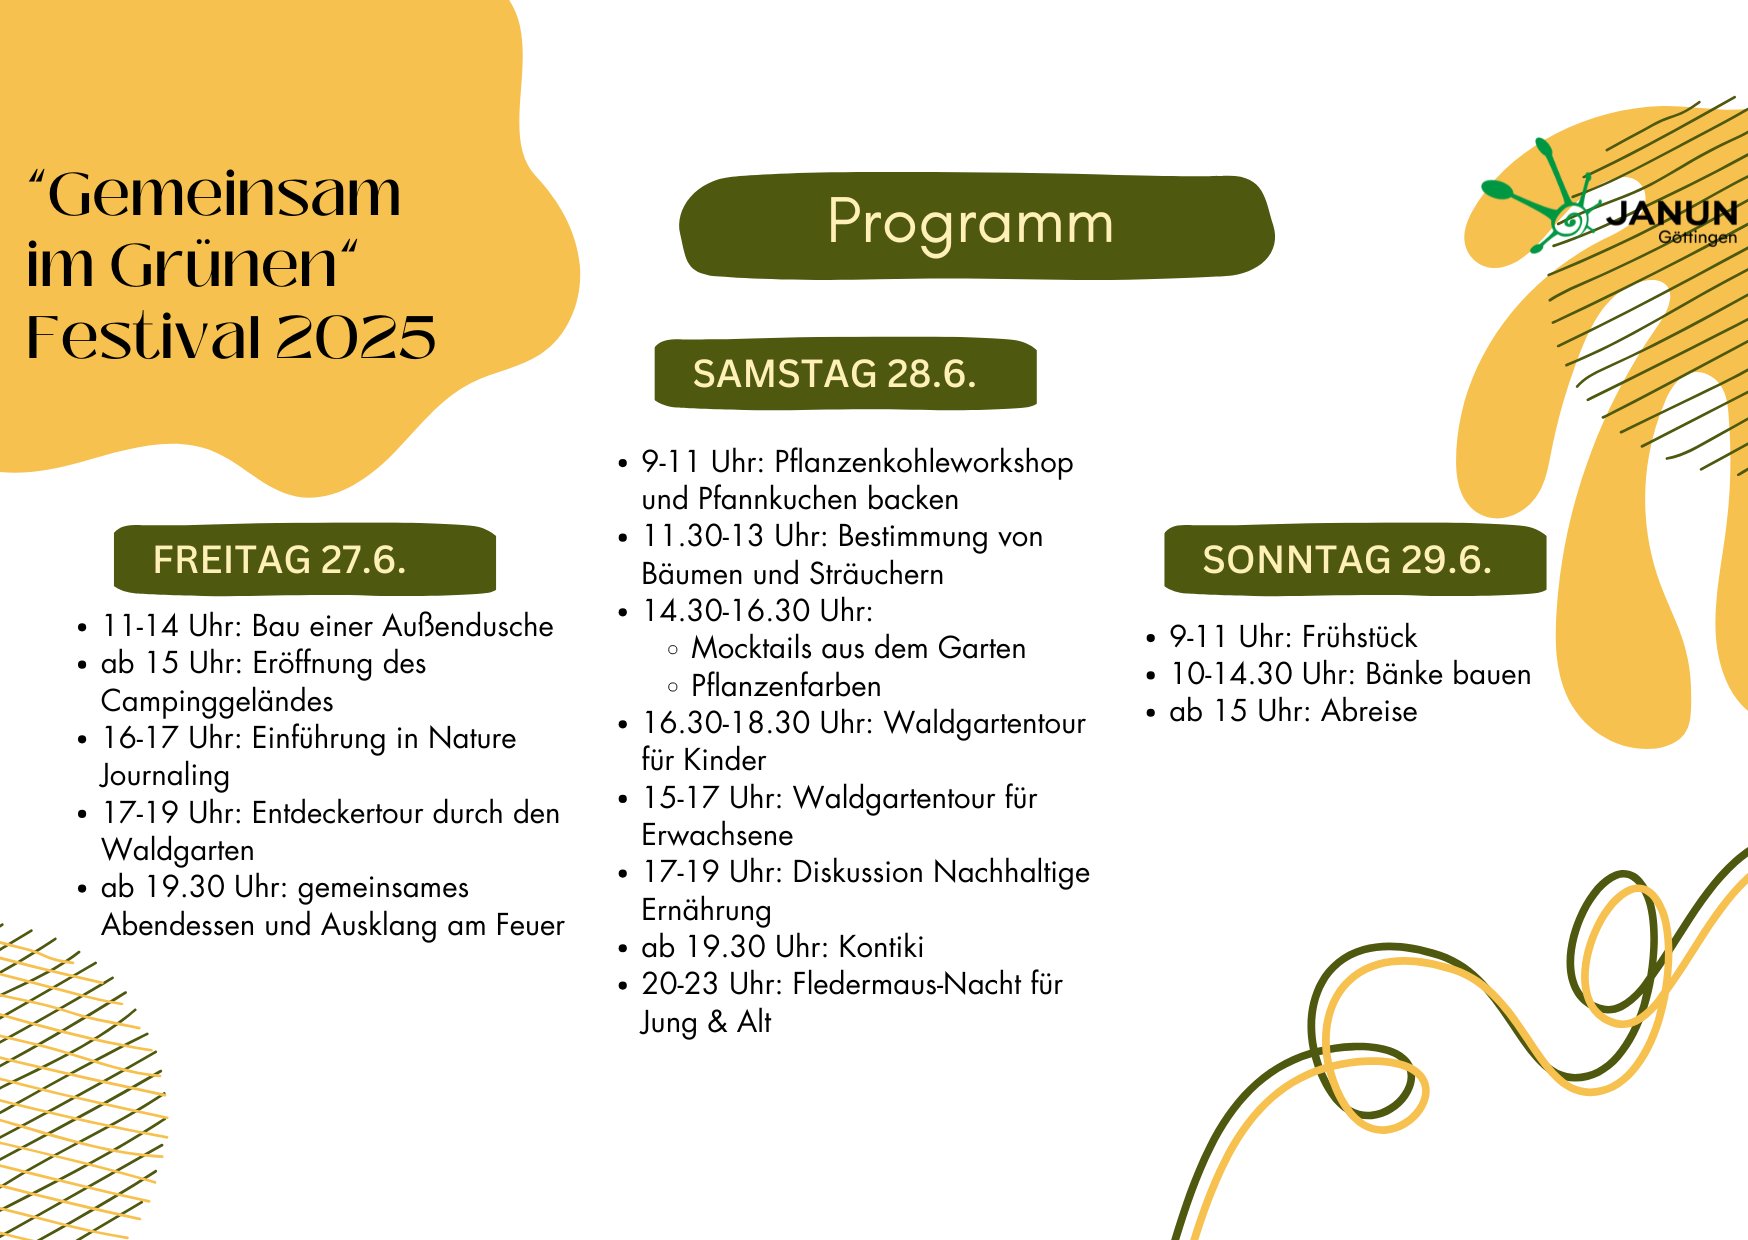 “Gemeinsam
im Grünen“
Festival 2025
Programm
JANUN
Göttingen
FREITAG 27.6.
• 11-14 Uhr: Bau einer Außendusche
• ab 15 Uhr: Eröffnung des
Campinggeländes
• 16-17 Uhr: Einführung in Nature
Journaling
• 17-19 Uhr: Entdeckertour durch den
Waldgarten
• ab 19.30 Uhr: gemeinsames
Abendessen und Ausklang am Feuer
SAMSTAG 28.6.
• 9-11 Uhr: Pflanzenkohleworkshop
und Pfannkuchen backen
• 11.30-13 Uhr: Bestimmung von
Bäumen und Sträuchern
• 14.30-16.30 Uhr:
◦ Mocktails aus dem Garten
◦ Pflanzenfarben
• 16.30-18.30 Uhr: Waldgartentour
für Kinder
• 15-17 Uhr: Waldgartentour für
Erwachsene
• 17-19 Uhr: Diskussion Nachhaltige
Ernährung
• ab 19.30 Uhr: Kontiki
• 20-23 Uhr: Fledermaus-Nacht für
Jung & Alt
SONNTAG 29.6.
• 9-11 Uhr: Frühstück
• 10-14.30 Uhr: Bänke bauen
• ab 15 Uhr: Abreise